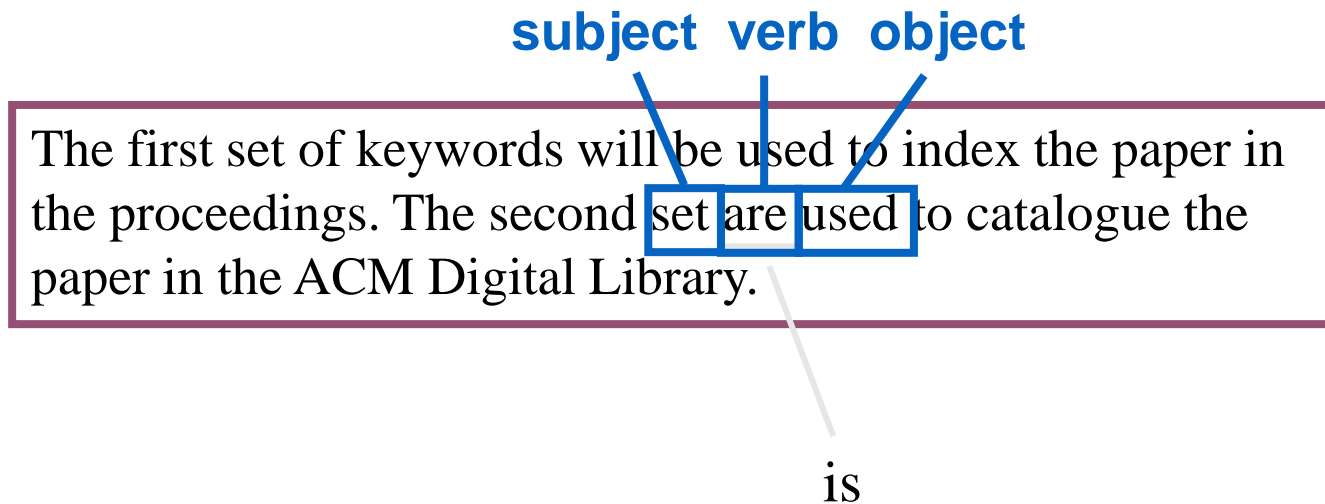 subject verb object
The first set of keywords will be used to index the paper in
the proceedings. The second set are used to catalogue the
paper in the ACM Digital Library.
is